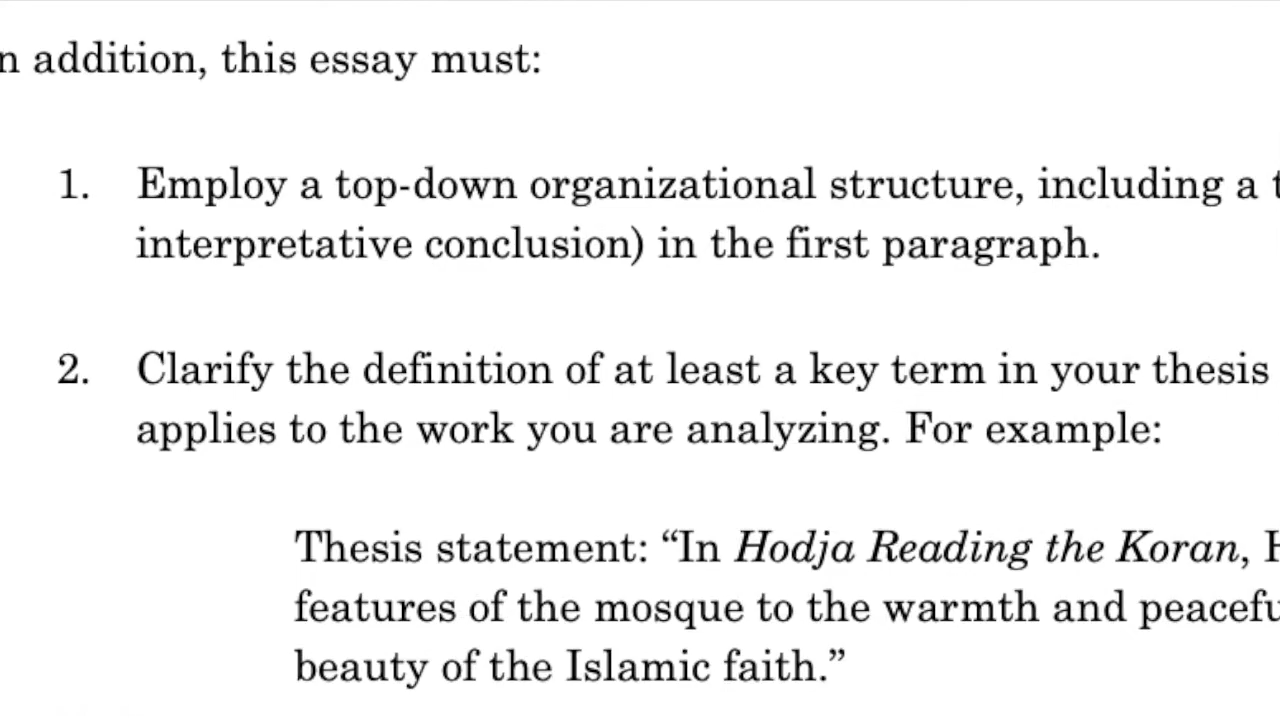 n addition, this essay must:
1. Employ a top-down organizational structure, including a
interpretative conclusion) in the first paragraph.
2. Clarify the definition of at least a key term in your thesis
applies to the work you are analyzing. For example:
Thesis statement: “In Hodja Reading the Koran,
features of the mosque to the warmth and peacefu
beauty of the Islamic faith.”